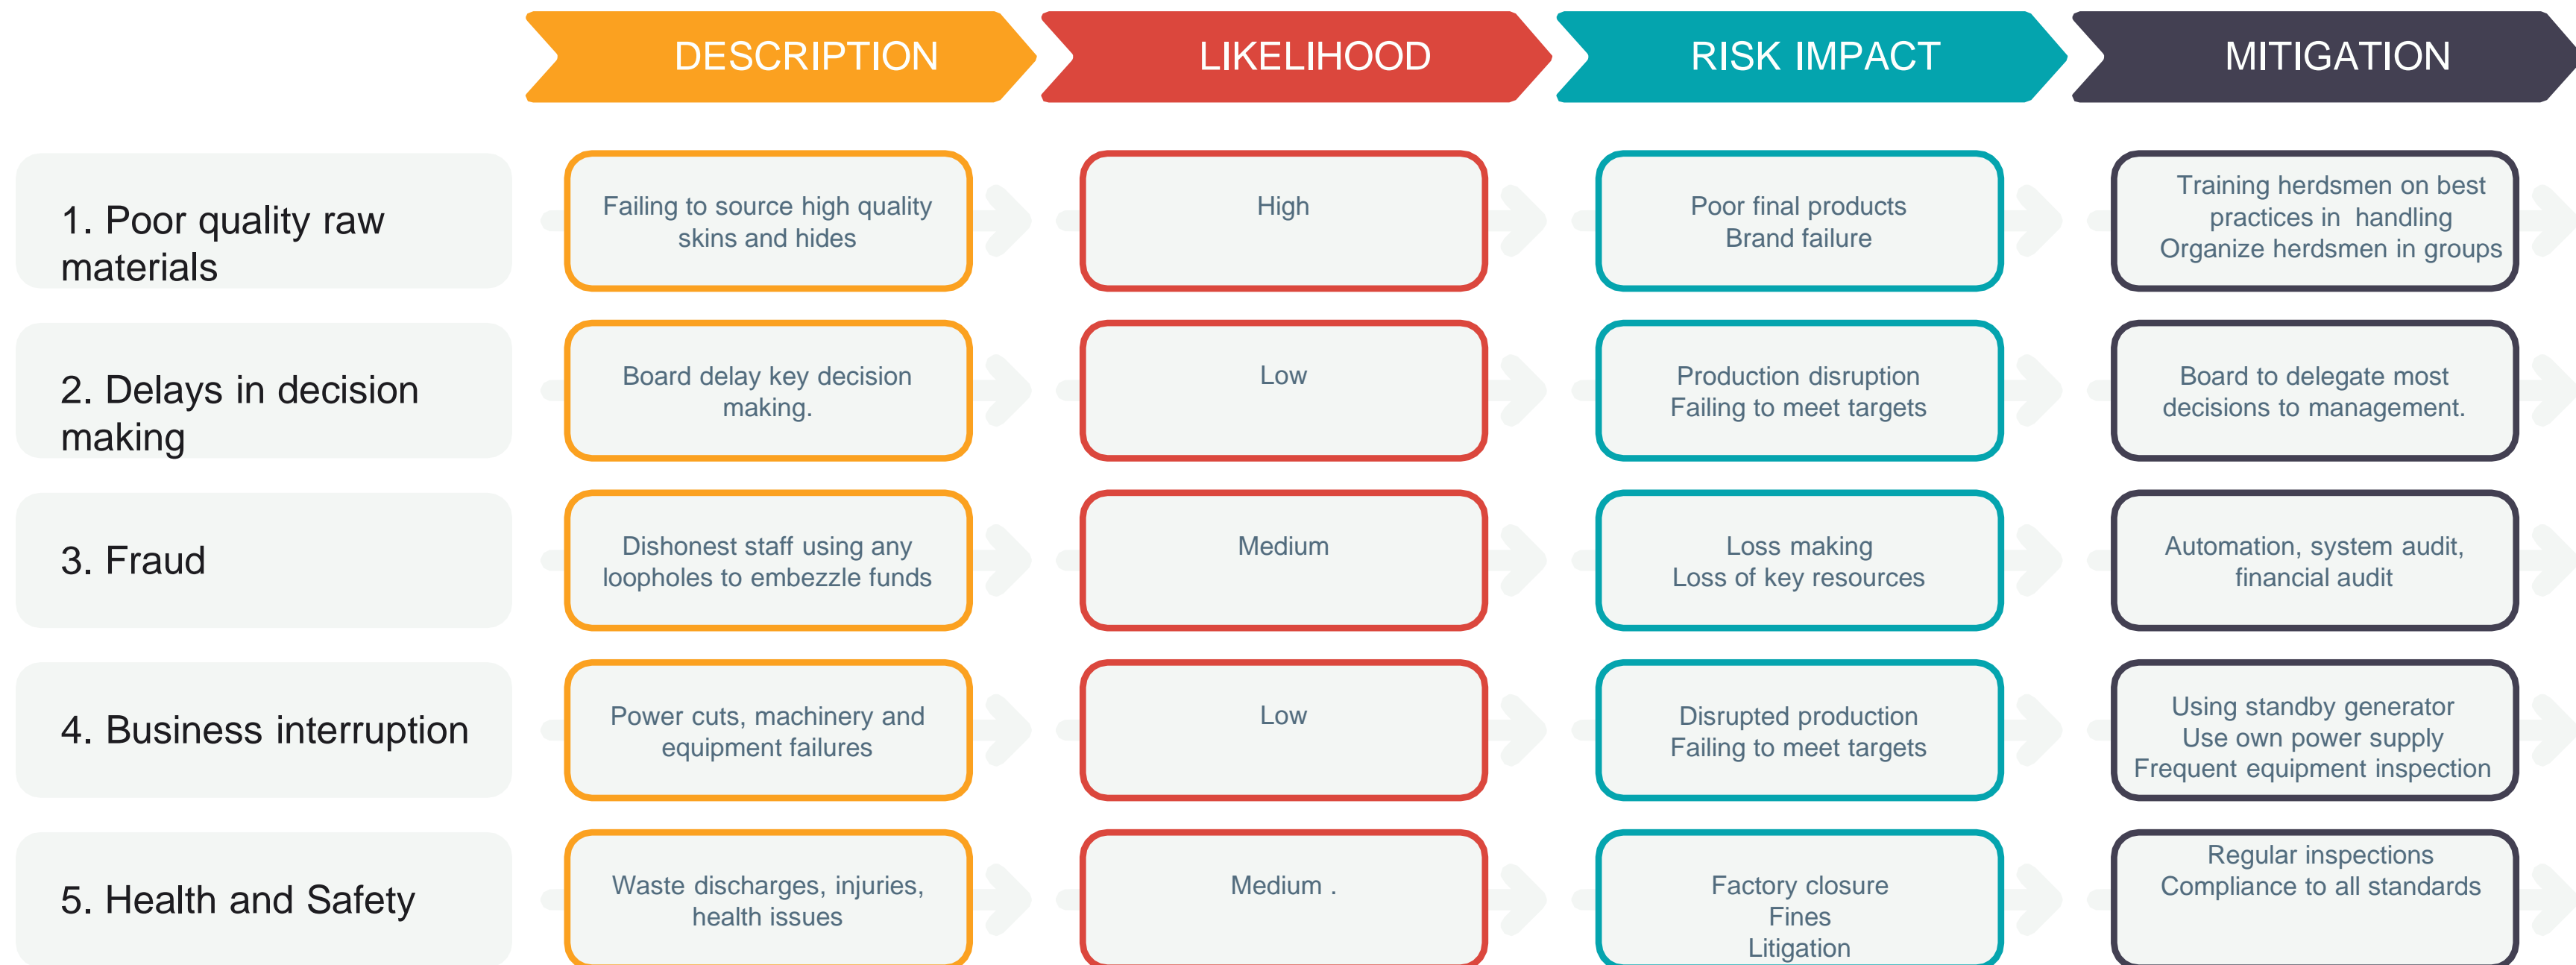 DESCRIPTION
LIKELIHOOD
RISK IMPACT
MITIGATION
1. Poor quality raw
materials
Failing to source high quality
skins and hides
High
Poor final products
Brand failure
Training herdsmen on best
practices in handling
Organize herdsmen in groups
2. Delays in decision
making
Board delay key decision
making.
Low
Production disruption
Failing to meet targets
Board to delegate most
decisions to management.
3. Fraud
Dishonest staff using any
loopholes to embezzle funds
Medium
Loss making
Loss of key resources
Automation, system audit,
financial audit
4. Business interruption
Power cuts, machinery and
equipment failures
Low
Disrupted production
Failing to meet targets
Using standby generator
Use own power supply
Frequent equipment inspection
5. Health and Safety
Waste discharges, injuries,
health issues
Medium .
Factory closure
Fines
Litigation
Regular inspections
Compliance to all standards